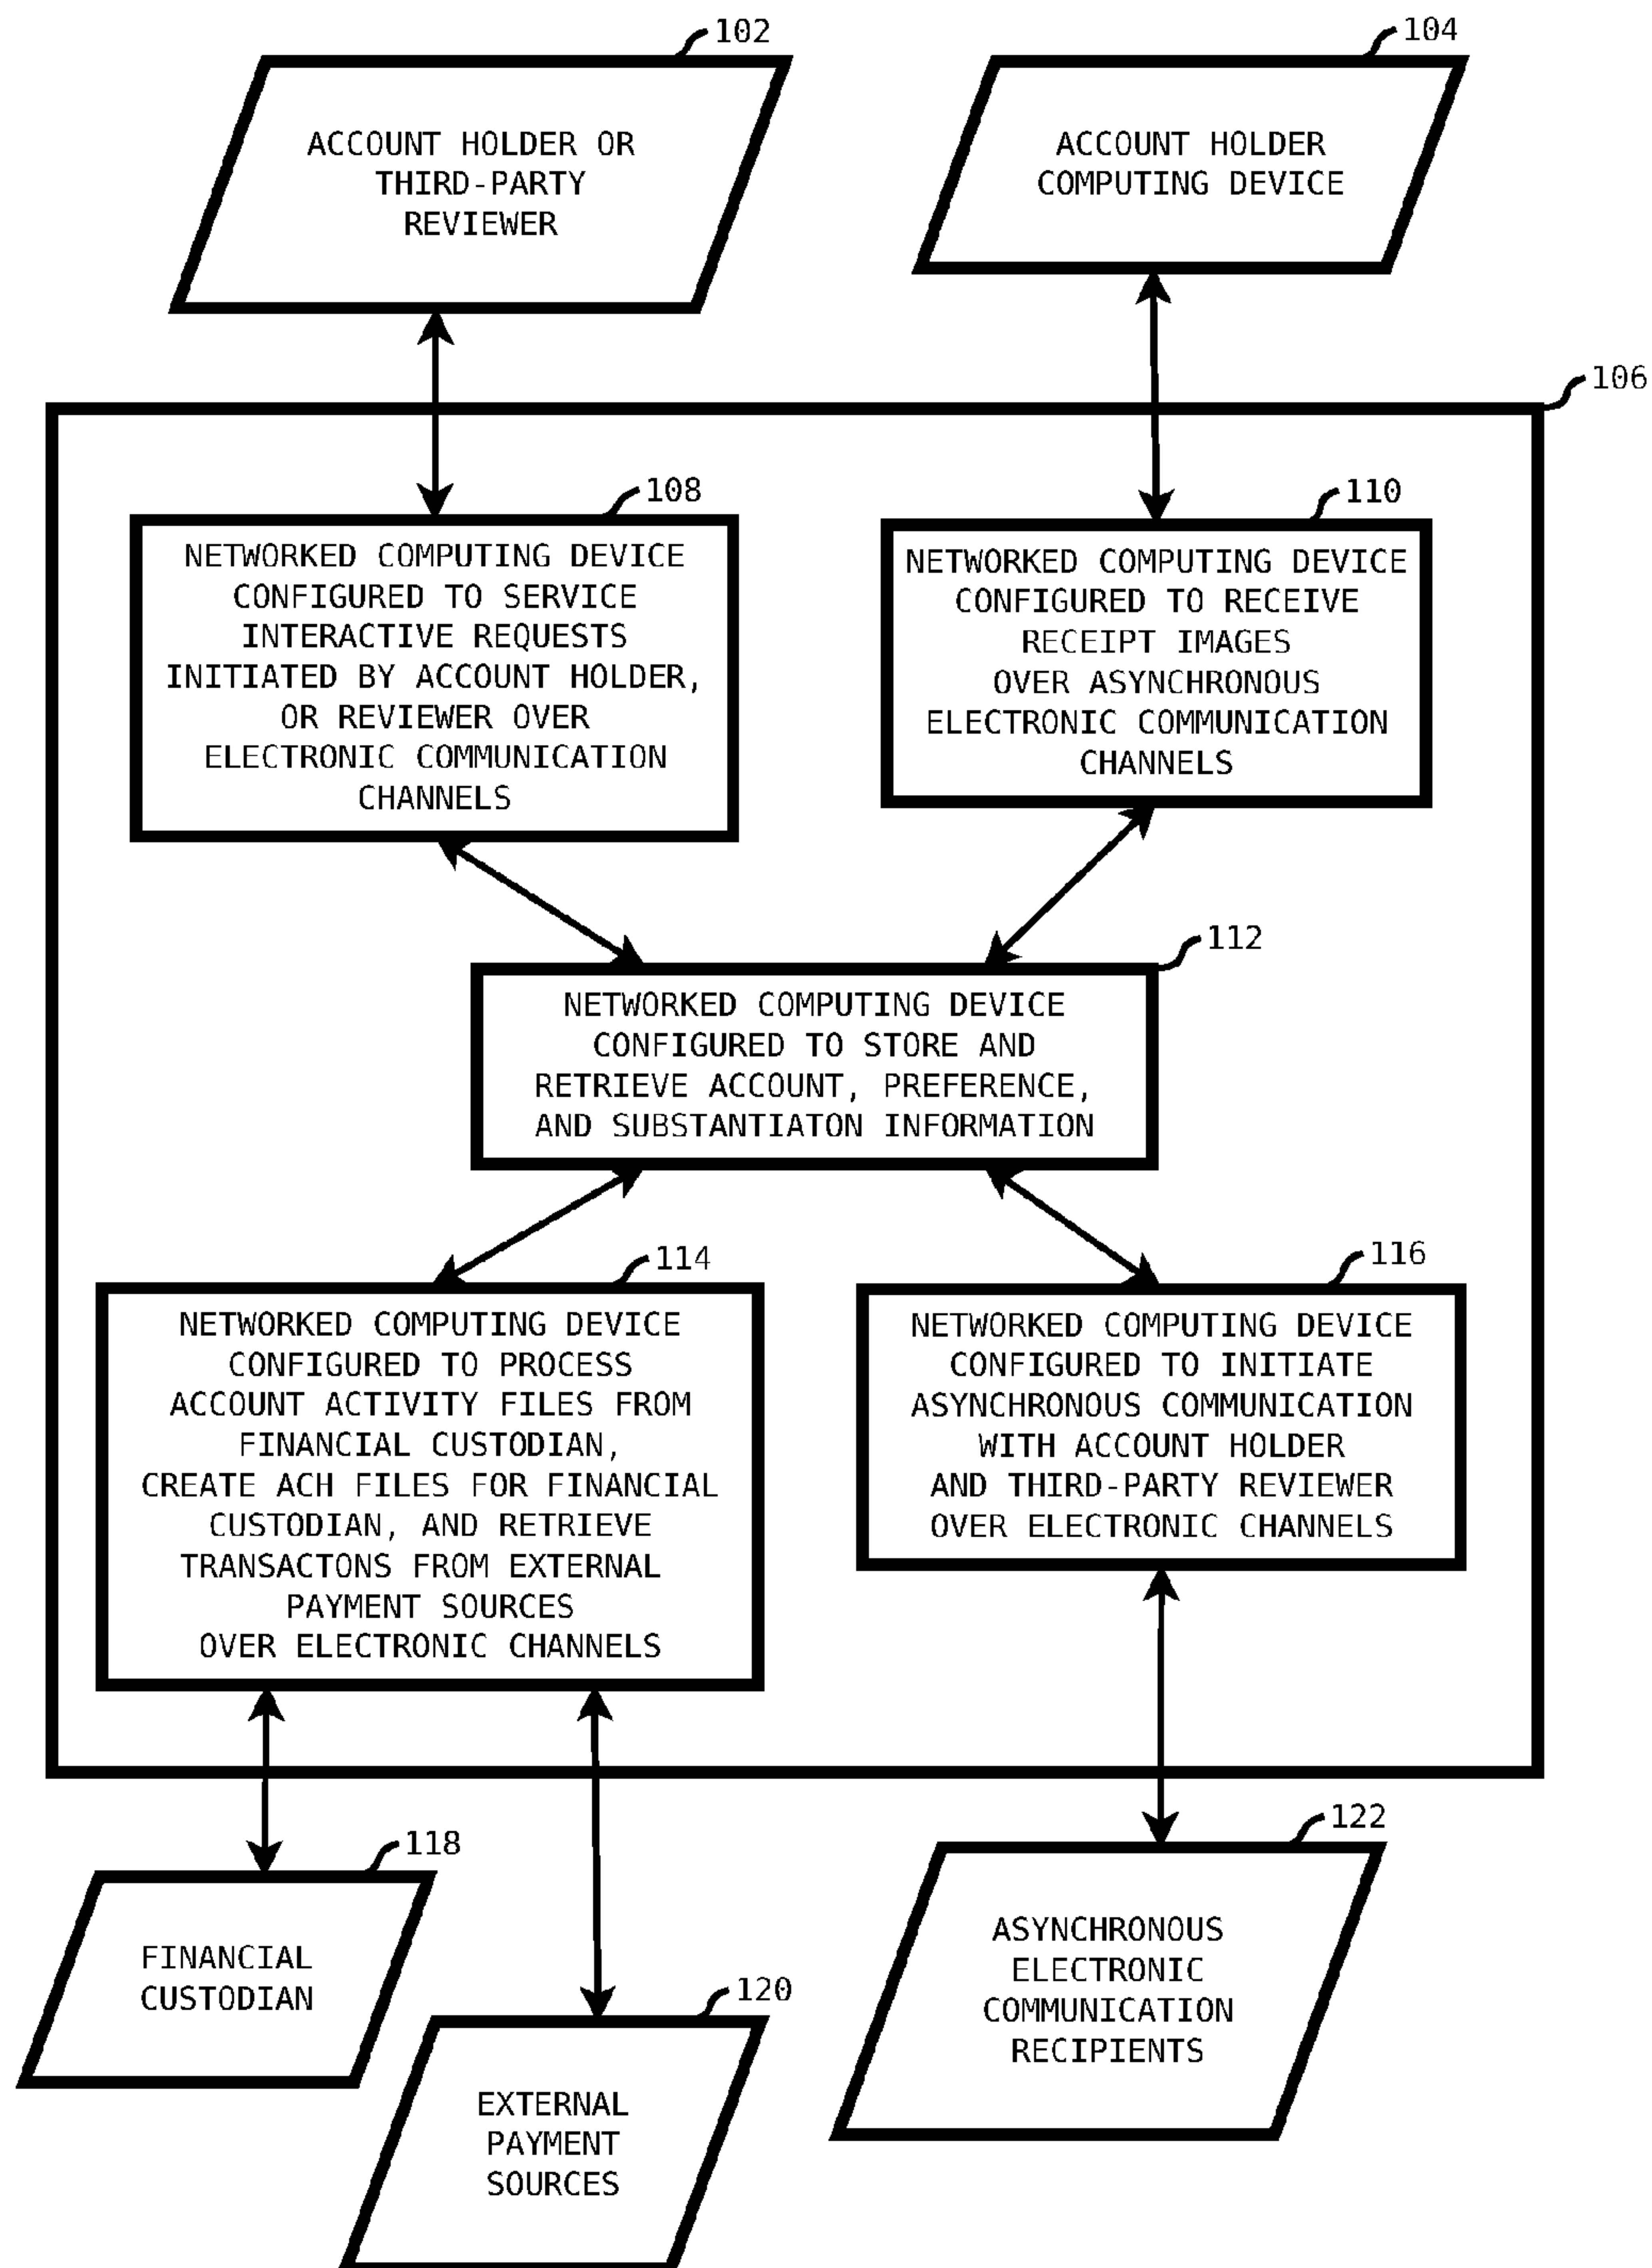 102
ACCOUNT HOLDER OR
THIRD-PARTY
REVIEWER
104
ACCOUNT HOLDER
COMPUTING DEVICE
106
108
NETWORKED COMPUTING DEVICE
CONFIGURED TO SERVICE
INTERACTIVE REQUESTS
INITIATED BY ACCOUNT HOLDER,
OR REVIEWER OVER
ELECTRONIC COMMUNICATION
CHANNELS
110
NETWORKED COMPUTING DEVICE
CONFIGURED TO RECEIVE
RECEIPT IMAGES
OVER ASYNCHRONOUS
ELECTRONIC COMMUNICATION
CHANNELS
112
NETWORKED COMPUTING DEVICE
CONFIGURED TO STORE AND
RETRIEVE ACCOUNT, PREFERENCE,
AND SUBSTANTIATON INFORMATION
114
NETWORKED COMPUTING DEVICE
CONFIGURED TO PROCESS
ACCOUNT ACTIVITY FILES FROM
FINANCIAL CUSTODIAN,
CREATE ACH FILES FOR FINANCIAL
CUSTODIAN, AND RETRIEVE
TRANSACTONS FROM EXTERNAL
PAYMENT SOURCES
OVER ELECTRONIC CHANNELS
116
NETWORKED COMPUTING DEVICE
CONFIGURED TO INITIATE
ASYNCHRONOUS COMMUNICATION
WITH ACCOUNT HOLDER
AND THIRD-PARTY REVIEWER
OVER ELECTRONIC CHANNELS
118
FINANCIAL
CUSTODIAN
120
EXTERNAL
PAYMENT
SOURCES
122
ASYNCHRONOUS
ELECTRONIC
COMMUNICATION
RECIPIENTS